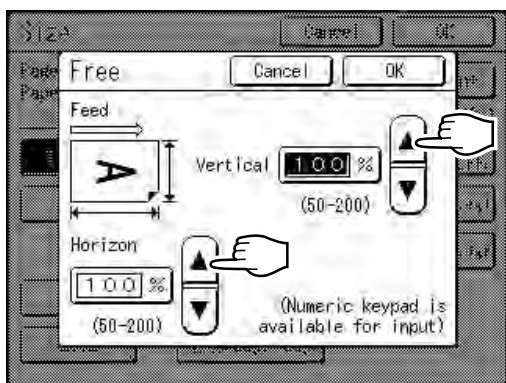 Size
Cancel
OK
Free
Cancel
OK
Feed
A
Vertical
100 %
(50-200)
Horizon
100 %
(50-200)
(Numeric keypad is
available for input)